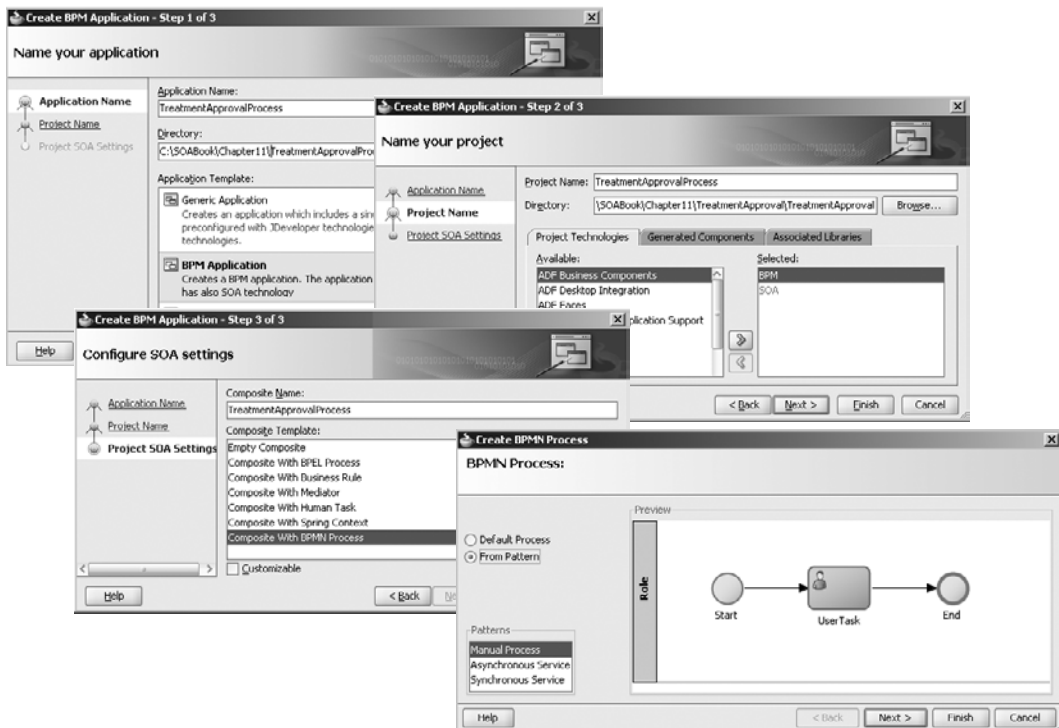 Create BPM Application - Step 1 of 3
Name your application
Application Name
Project Name
Project SOA Settings
Application Name:
TreatmentApprovalProcess
Directory:
C:\SOABook\Chapter11\TreatmentApprovalPro
Application Template:
Generic Application
Creates an application which includes a sin
preconfigured with JDeveloper technologie
technologies.
BPM Application
Creates a BPM application. The application
has also SOA technology
Help
Create BPM Application - Step 2 of 3
Name your project
Application Name
Project Name
Project SOA Settings
Project Name: TreatmentApprovalProcess
Directory: \SOABook\Chapter11\TreatmentApproval\TreatmentApproval Browse...
Project Technologies Generated Components Associated Libraries
Available:
ADF Business Components
ADF Desktop Integration
ADF Faces
plication Support
Selected:
BPM
SOA
< Back Next > Finish Cancel
Create BPM Application - Step 3 of 3
Configure SOA settings
Application Name
Project Name
Project SOA Settings
Composite Name:
TreatmentApprovalProcess
Composite Template:
Empty Composite
Composite With BPEL Process
Composite With Business Rule
Composite With Mediator
Composite With Human Task
Composite With Spring Context
Composite With BPMN Process
Customizable
Help < Back Ne
Create BPMN Process
BPMN Process:
Default Process
From Pattern
Patterns
Manual Process
Asynchronous Service
Synchronous Service
Preview
Role
Start
UserTask
End
Help < Back Next > Finish Cancel